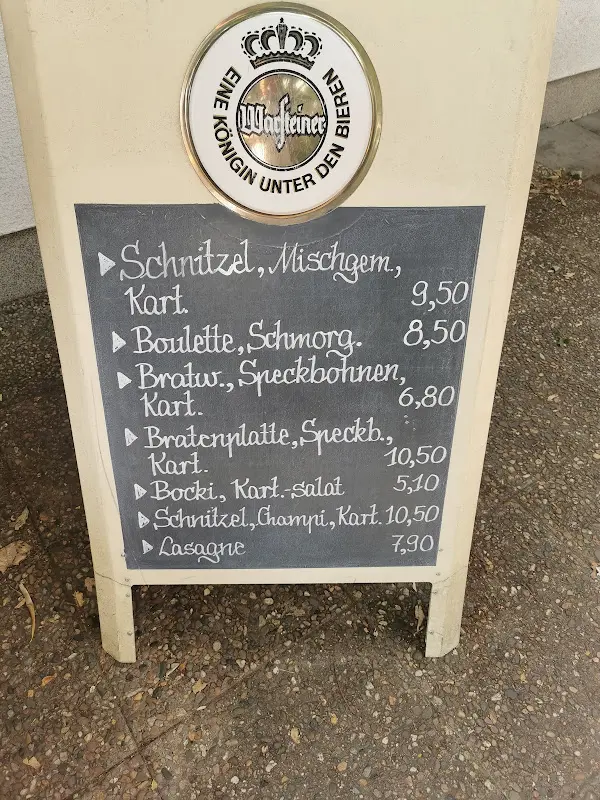 EINE KÖNIGIN UNTER DEN BIEREN
Warsteiner
Schnitzel, Mischgem.,
Kart. 9,50
Boulette, Schmorg. 8,50
Bratw., Speckbohnen,
Kart. 6,80
Bratenplatte, Speckb.,
Kart. 10,50
Bocki, Kart.-salat 5,10
Schnitzel, Champi, Kart. 10,50
Lasagne 7,90